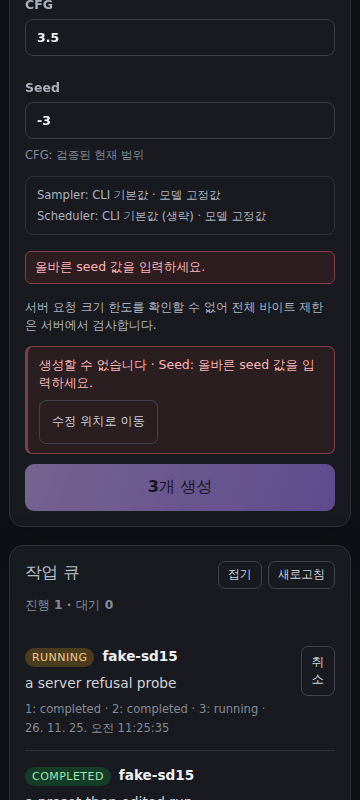 CFG
3.5
Seed
-3
CFG: 검증된 현재 범위
Sampler: CLI 기본값 · 모델 고정값
Scheduler: CLI 기본값 (생략) · 모델 고정값
올바른 seed 값을 입력하세요.
서버 요청 크기 한도를 확인할 수 없어 전체 바이트 제한
은 서버에서 검사합니다.
생성할 수 없습니다 · Seed: 올바른 seed 값을 입
력하세요.
수정 위치로 이동
3개 생성
작업 큐
접기
새로고침
진행 1 · 대기 0
RUNNING fake-sd15
취
소
a server refusal probe
1: completed · 2: completed · 3: running ·
26. 11. 25. 오전 11:25:35
COMPLETED fake-sd15